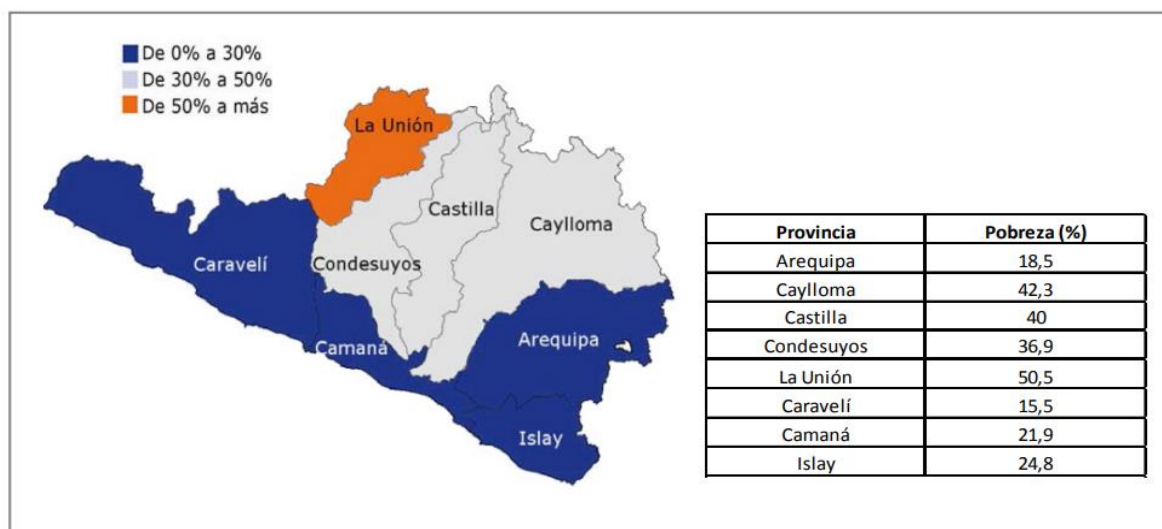 De 0% a 30%
De 30% a 50%
De 50% a más
La Unión
Castilla
Caylloma
Caravelí
Condesuyos
Camaná
Arequipa
Islay
Provincia Pobreza (%)
Arequipa 18,5
Caylloma 42,3
Castilla 40
Condesuyos 36,9
La Unión 50,5
Caravelí 15,5
Camaná 21,9
Islay 24,8